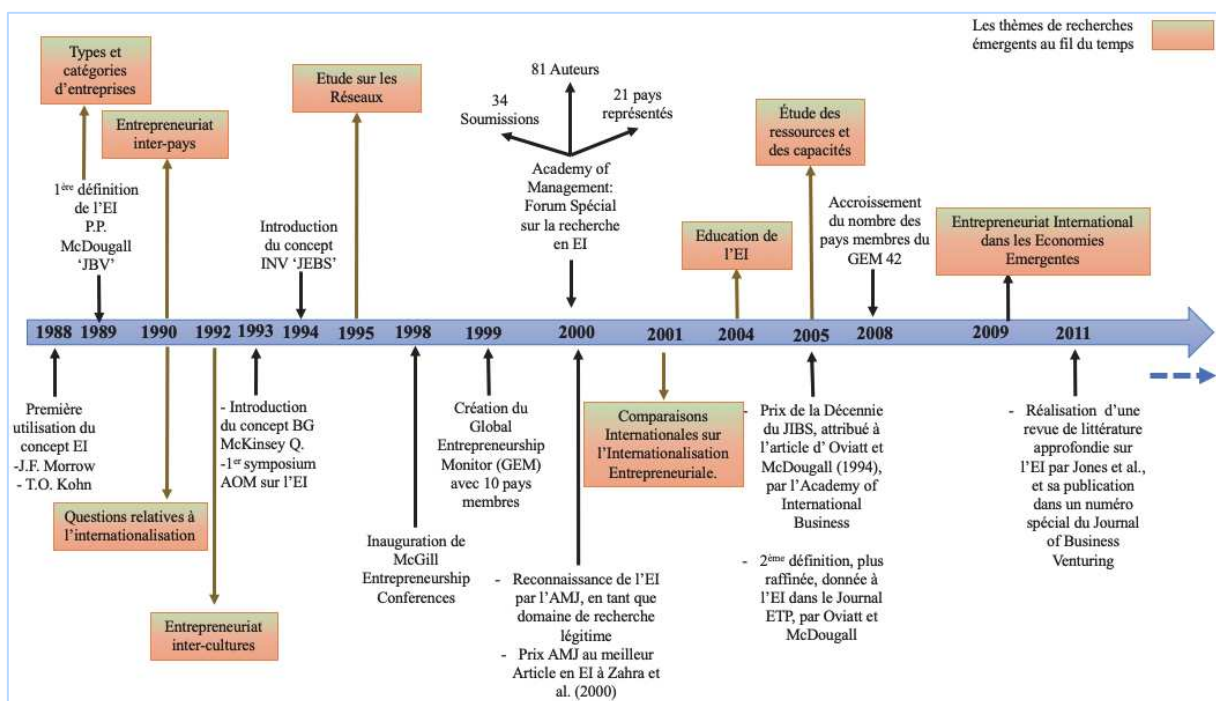 Les thèmes de recherches
émergents au fil du temps
Types et
catégories
d'entreprises
Entrepreneuriat
inter-pays
Etude sur les
Réseaux
81 Auteurs
34
Soumissions
21 pays
représentés
Academy of
Management:
Forum Spécial
sur la recherche
en EI
Étude des
ressources et
des capacités
1ère définition
de l'EI
P.P.
McDougall
'JBV'
Introduction
du concept
INV 'JEBS'
Education de
l'EI
Accroissement
du nombre des
pays membres du
GEM 42
Entrepreneuriat International
dans les Economies
Emergentes
1988 1989 1990 1992 1993 1994 1995 1998 1999 2000 2001 2004 2005 2008 2009 2011
Première
utilisation du
concept EI
-J.F. Morrow
- T.O. Kohn
Questions relatives à
l'internationalisation
Entrepreneuriat
inter-cultures
- Introduction
du concept BG
McKinsey Q.
-1er symposium
AOM sur l'EI
Inauguration de
McGill
Entrepreneurship
Conferences
Création du
Global
Entrepreneurship
Monitor (GEM)
avec 10 pays
membres
- Reconnaissance de l'EI
par l'AMJ, en tant que
domaine de recherche
légitime
- Prix AMJ au meilleur
Article en EI à Zahra et
al. (2000)
Comparaisons
Internationales sur
l'Internationalisation
Entrepreneuriale.
- Prix de la Décennie
du JIBS, attribué à
l'article d' Oviatt et
McDougall (1994),
par l'Academy of
International
Business
- 2ème définition, plus
raffinée, donnée à
l'EI dans le Journal
ETP, par Oviatt et
McDougall
- Réalisation d'une
revue de littérature
approfondie sur
l'EI par Jones et al.,
et sa publication
dans un numéro
spécial du Journal
of Business
Venturing